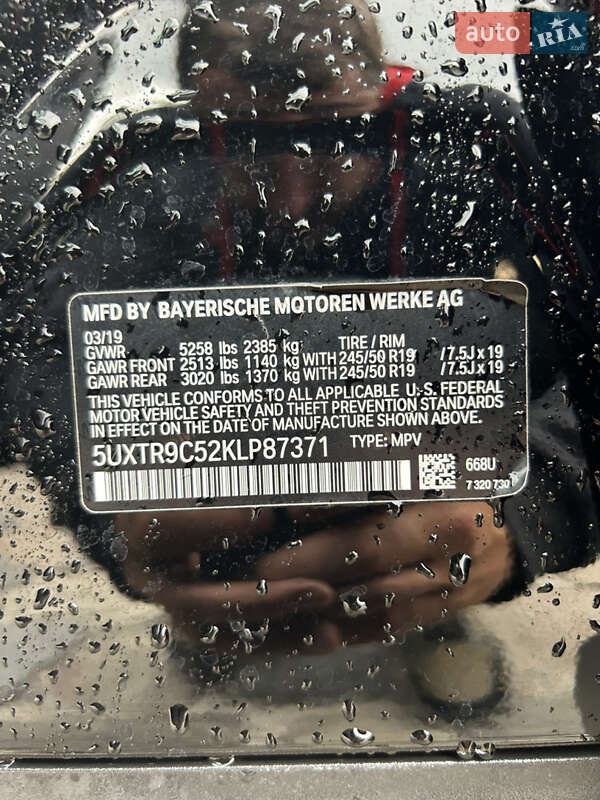 auto RIA
.com
MFD BY BAYERISCHE MOTOREN WERKE AG
03/19
GVWR 5258 lbs 2385 kg TIRE / RIM
GAWR FRONT 2513 lbs 1140 kg WITH 245/50 R19 / 7.5J x 19
GAWR REAR 3020 lbs 1370 kg WITH 245/50 R19 / 7.5J x 19
THIS VEHICLE CONFORMS TO ALL APPLICABLE U.S. FEDERAL
MOTOR VEHICLE SAFETY AND THEFT PREVENTION STANDARDS
IN EFFECT ON THE DATE OF MANUFACTURE SHOWN ABOVE.
5UXTR9C52KLP87371 TYPE: MPV
668U
7 320 730